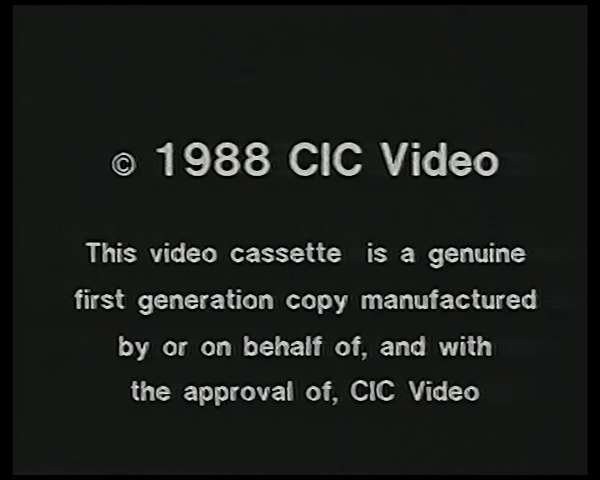 © 1988 CIC Video
This video cassette is a genuine
first generation copy manufactured
by or on behalf of, and with
the approval of, CIC Video